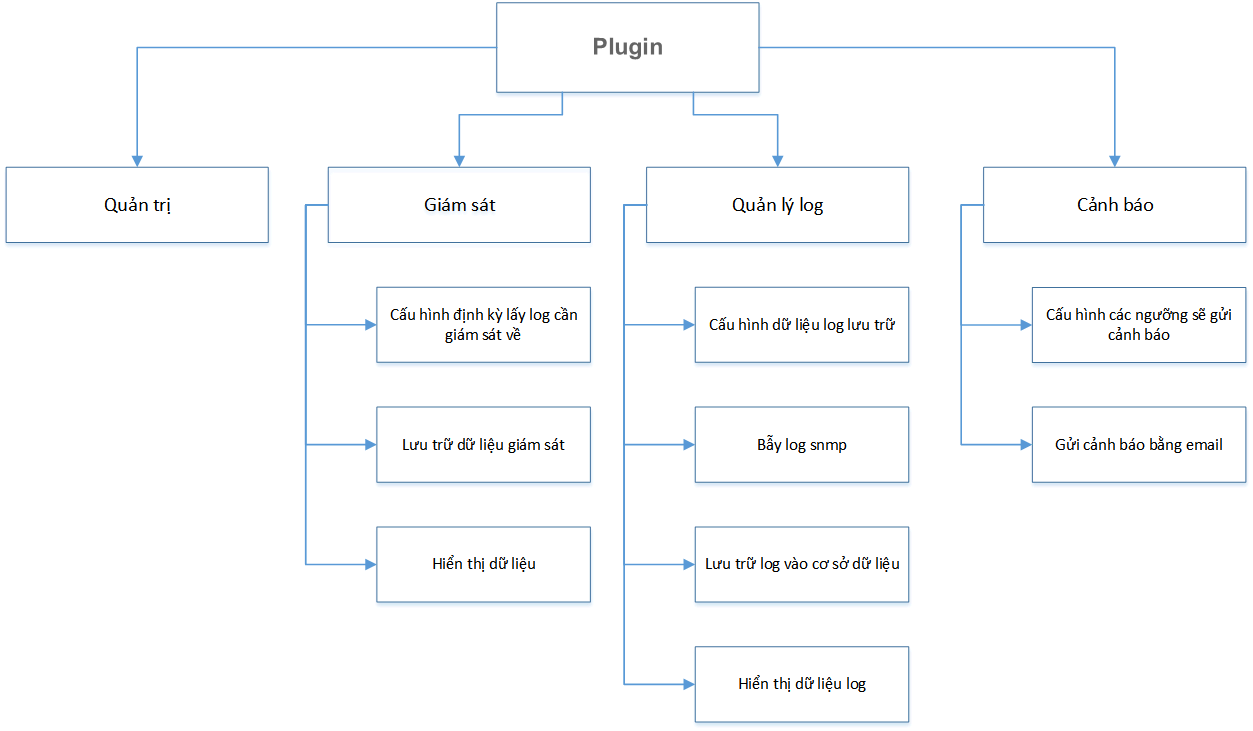 Plugin
Quản trị
Giám sát
Quản lý log
Cảnh báo
Cấu hình định kỳ lấy log cần
giám sát về
Lưu trữ dữ liệu giám sát
Hiển thị dữ liệu
Cấu hình dữ liệu log lưu trữ
Bẫy log snmp
Lưu trữ log vào cơ sở dữ liệu
Hiển thị dữ liệu log
Cấu hình các ngưỡng sẽ gửi
cảnh báo
Gửi cảnh báo bằng email